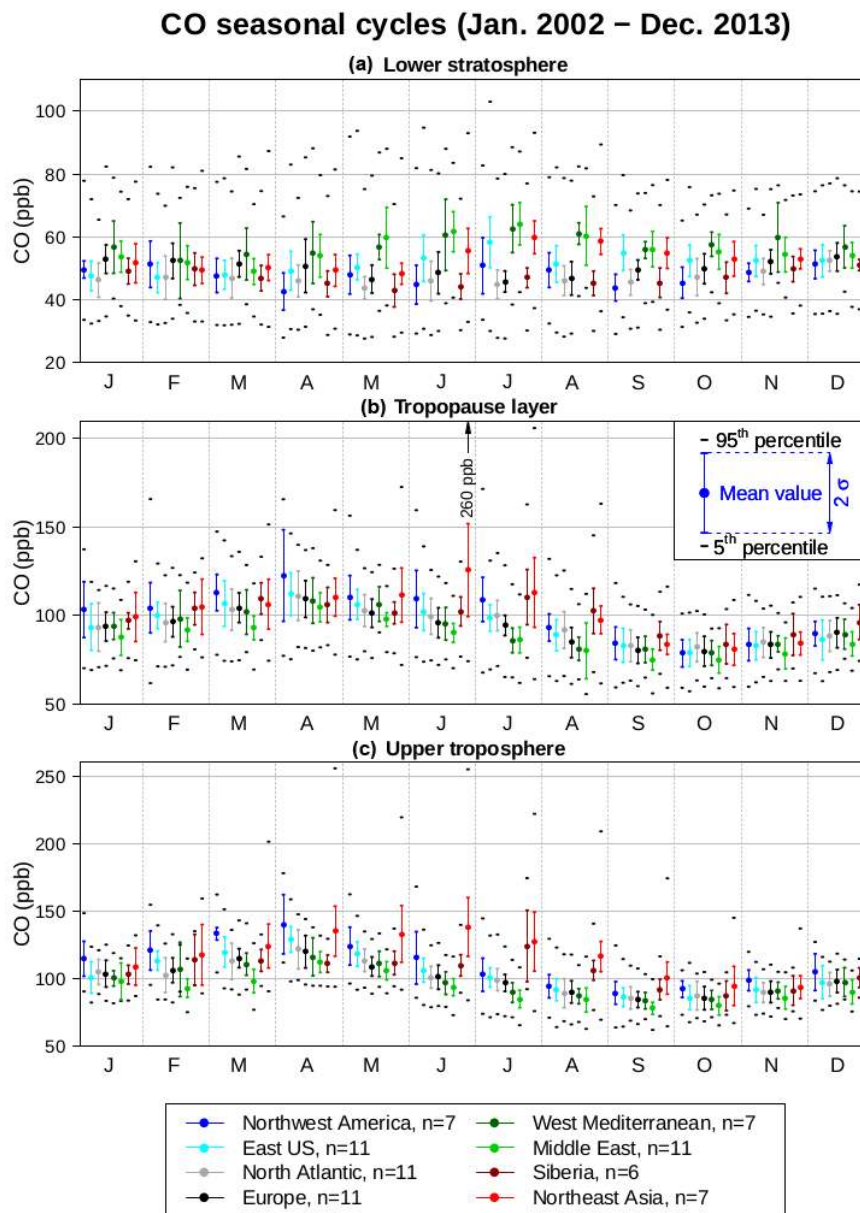 CO seasonal cycles (Jan. 2002 − Dec. 2013)
(a) Lower stratosphere
CO (ppb)
100
80
60
40
20
J F M A M J J A S O N D
(b) Tropopause layer
CO (ppb)
200
150
100
50
260 ppb
95th percentile
Mean value
2 σ
5th percentile
J F M A M J J A S O N D
(c) Upper troposphere
CO (ppb)
250
200
150
100
50
J F M A M J J A S O N D
Northwest America, n=7
East US, n=11
North Atlantic, n=11
Europe, n=11
West Mediterranean, n=7
Middle East, n=11
Siberia, n=6
Northeast Asia, n=7